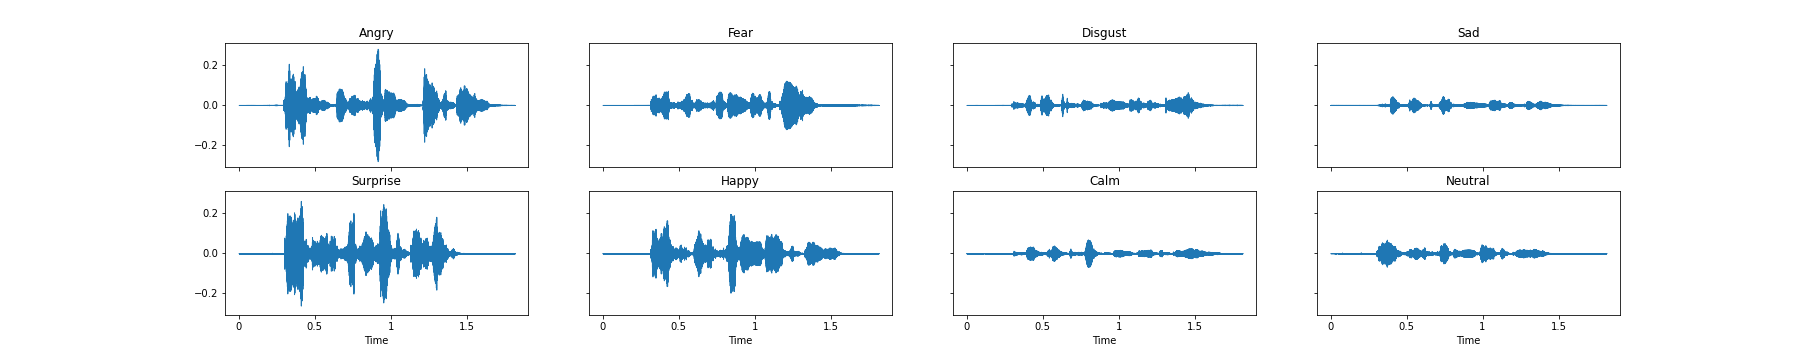 Angry Fear Disgust Sad
0.2
0.0
−0.2
Surprise Happy Calm Neutral
0.2
0.0
−0.2
0 0.5 1 1.5 0 0.5 1 1.5 0 0.5 1 1.5 0 0.5 1 1.5
Time Time Time Time